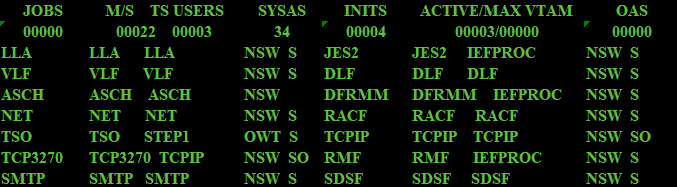 JOBS M/S TS USERS SYSAS INITS ACTIVE/MAX VTAM OAS
00000 00022 00003 34 00004 00003/00000 00000
LLA LLA LLA NSW S JES2 JES2 IEFPROC NSW S
VLF VLF VLF NSW S DLF DLF DLF NSW S
ASCH ASCH ASCH NSW DFRMM DFRMM IEFPROC NSW S
NET NET NET NSW S RACF RACF RACF NSW S
TSO TSO STEP1 OWT S TCPIP TCPIP TCPIP NSW SO
TCP3270 TCP3270 TCPIP NSW SO RMF RMF IEFPROC NSW S
SMTP SMTP SMTP NSW S SDSF SDSF SDSF NSW S